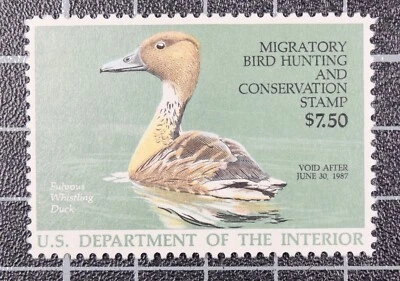 MIGRATORY
BIRD HUNTING
AND
CONSERVATION
STAMP
$7.50
VOID AFTER
JUNE 30, 1987
Fulvous
Whistling
Duck
U.S. DEPARTMENT OF THE INTERIOR